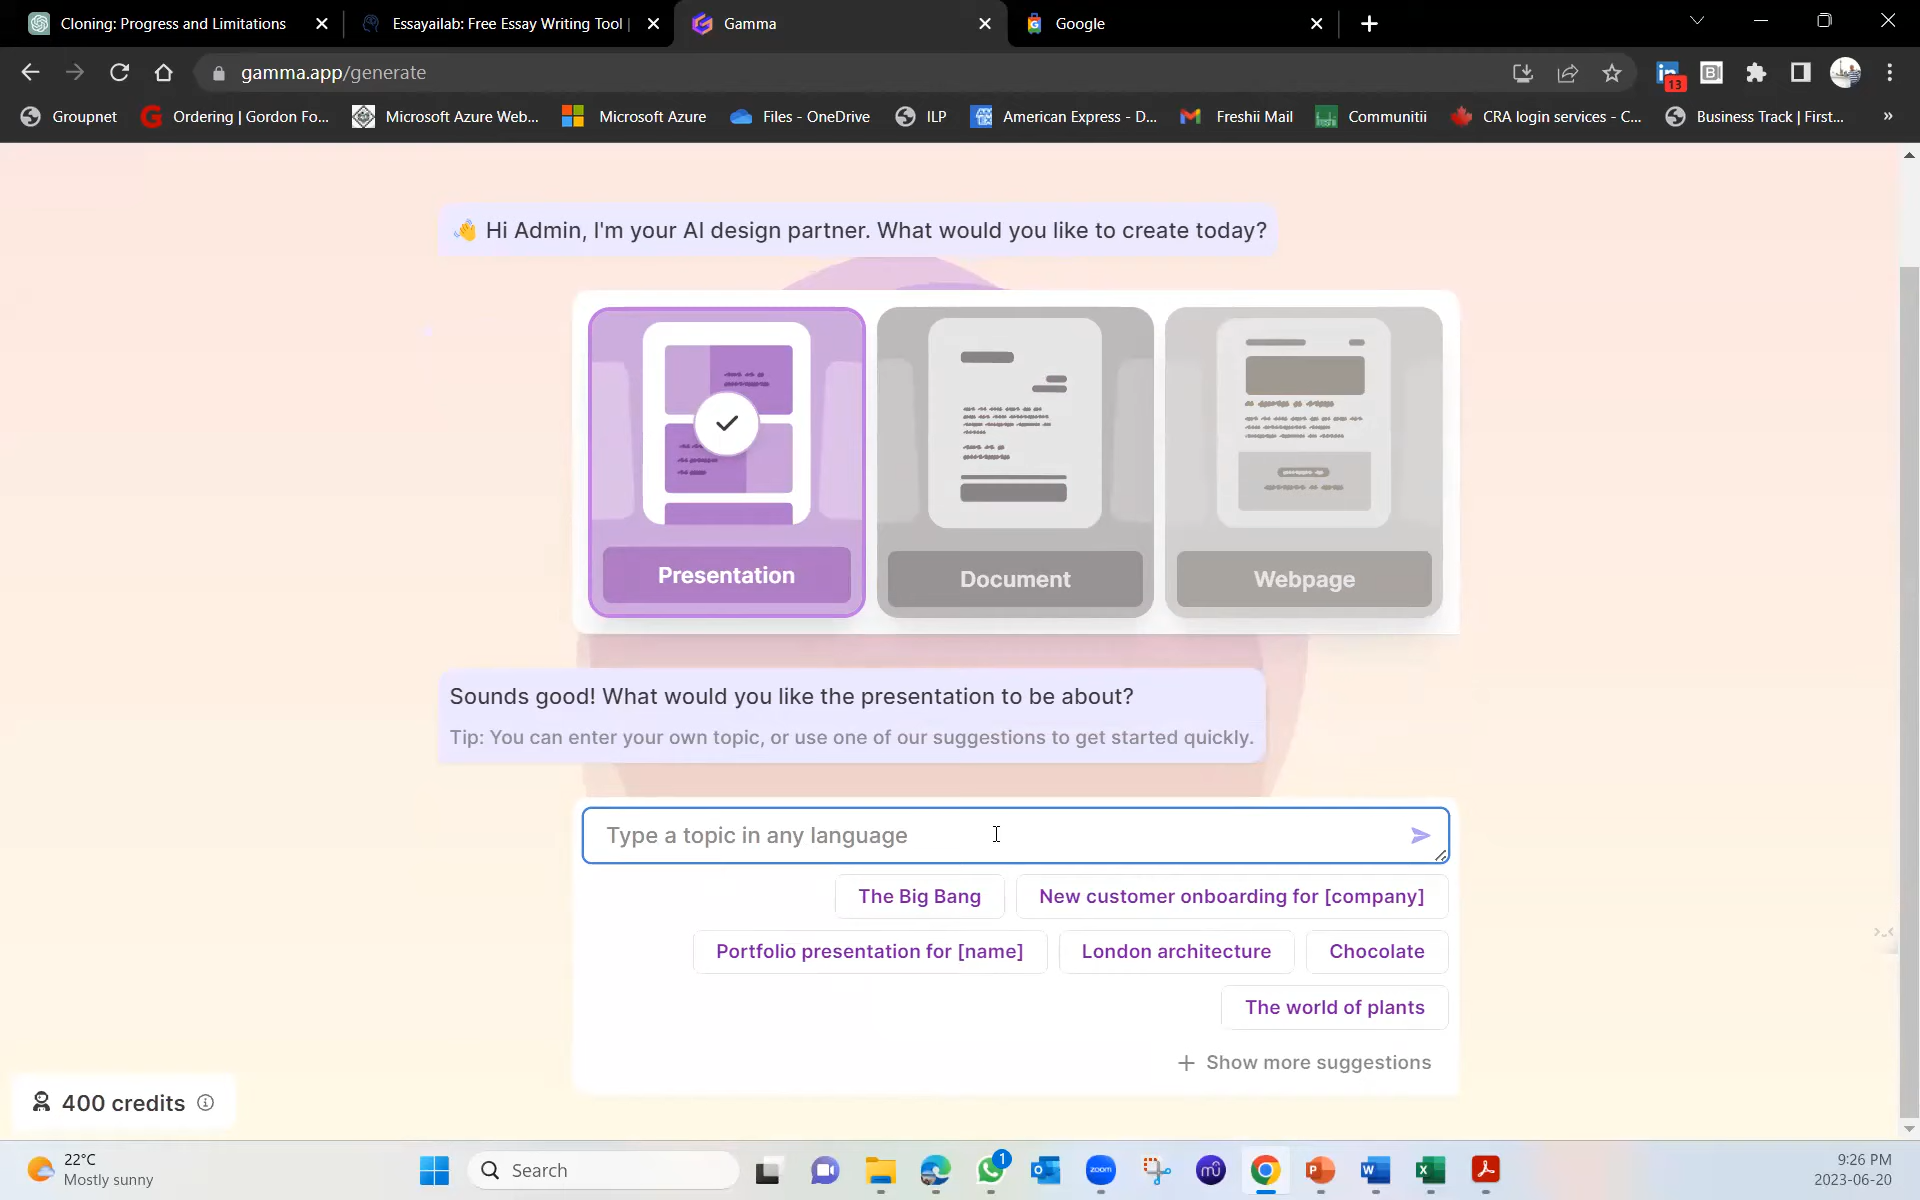 Cloning: Progress and Limitations
Essayailab: Free Essay Writing Tool |
Gamma
Google
gamma.app/generate
13
Groupnet
Ordering | Gordon Fo...
Microsoft Azure Web...
Microsoft Azure
Files - OneDrive
ILP
American Express - D...
Freshii Mail
Communitii
CRA login services - C...
Business Track | First...
»
👋 Hi Admin, I'm your AI design partner. What would you like to create today?
Presentation
Document
Webpage
Sounds good! What would you like the presentation to be about?
Tip: You can enter your own topic, or use one of our suggestions to get started quickly.
Type a topic in any language
The Big Bang
New customer onboarding for [company]
Portfolio presentation for [name]
London architecture
Chocolate
The world of plants
+ Show more suggestions
400 credits
22°C
Mostly sunny
Search
1
zoom
9:26 PM
2023-06-20